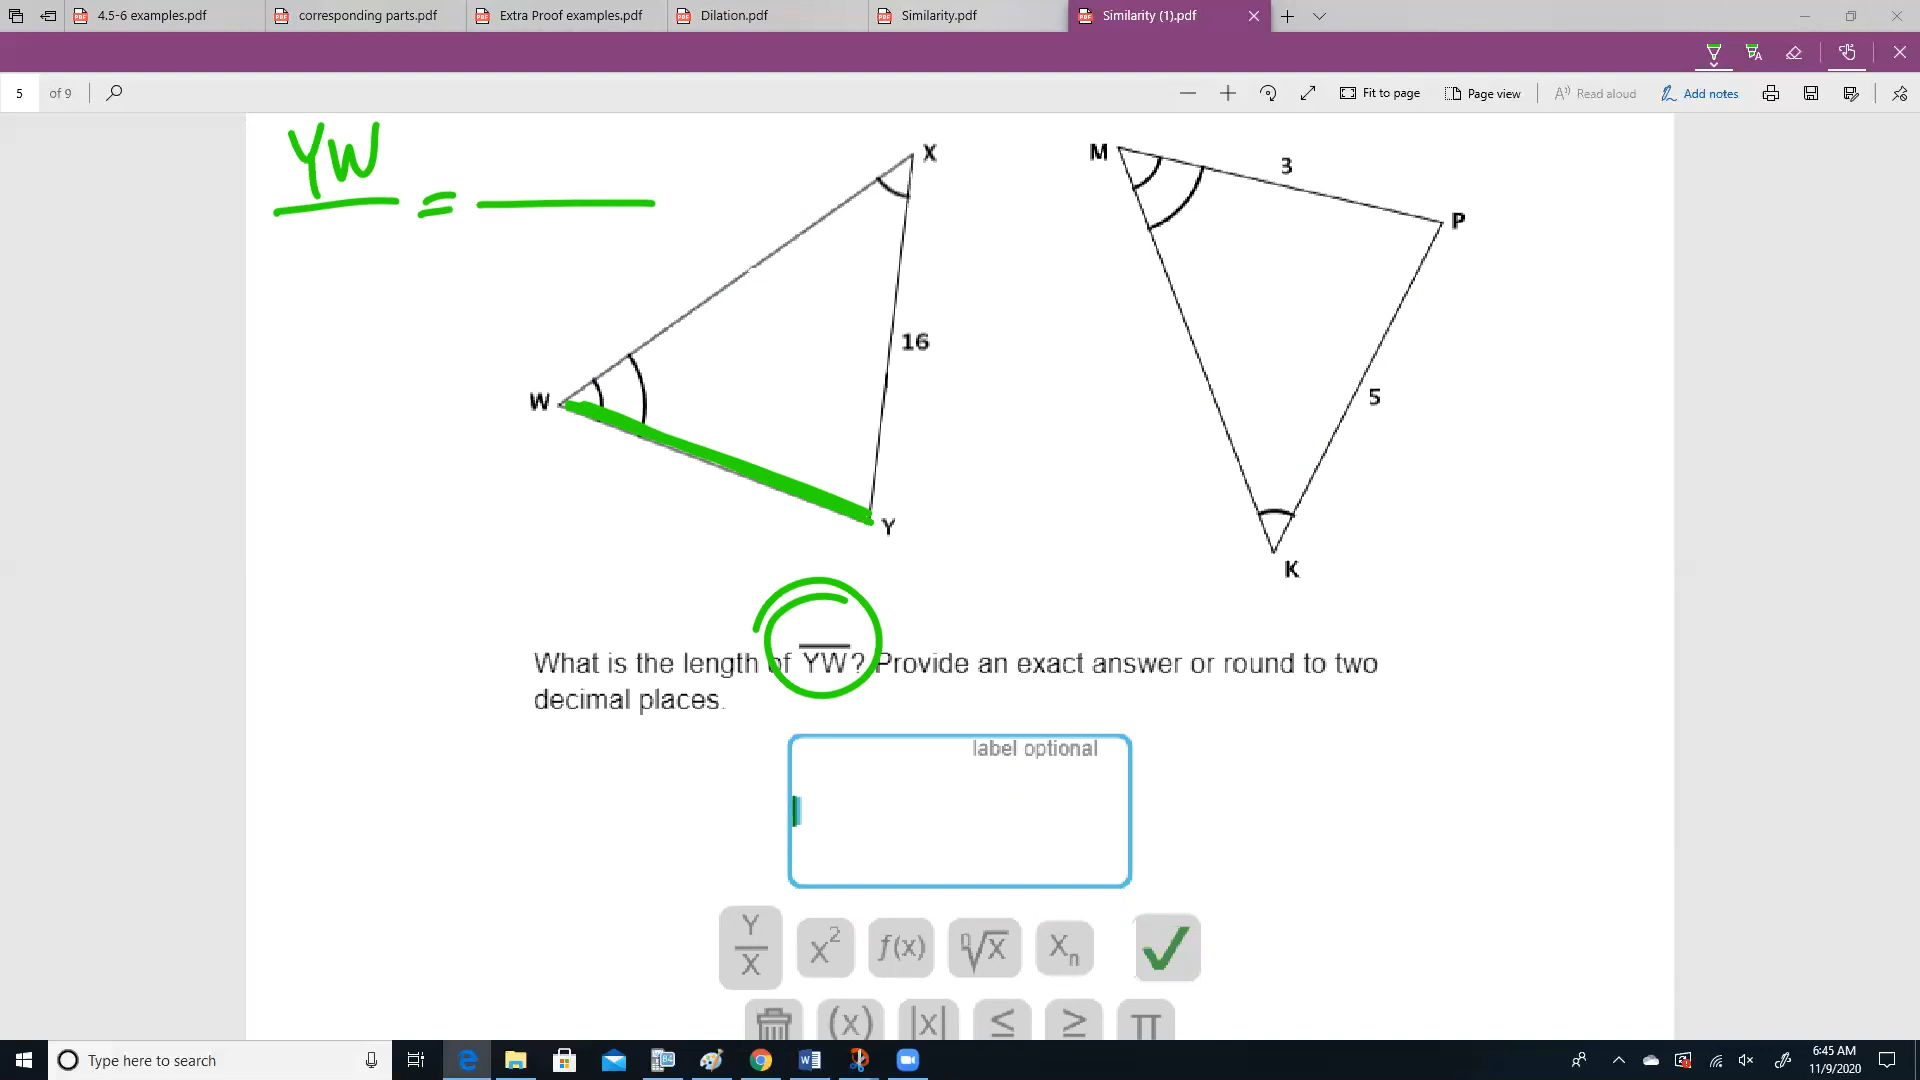 4.5-6 examples.pdf
corresponding parts.pdf
Extra Proof examples.pdf
Dilation.pdf
Similarity.pdf
Similarity (1).pdf
5 of 9
Fit to page
Page view
Read aloud
Add notes
YW
=
X
M
3
P
16
W
5
Y
K
What is the length of YW? Provide an exact answer or round to two
decimal places.
label optional
Y
X
X²
ƒ(x)
ⁿ√x
Xₙ
(x)
|x|
≤
≥
π
Type here to search
6:45 AM
11/9/2020